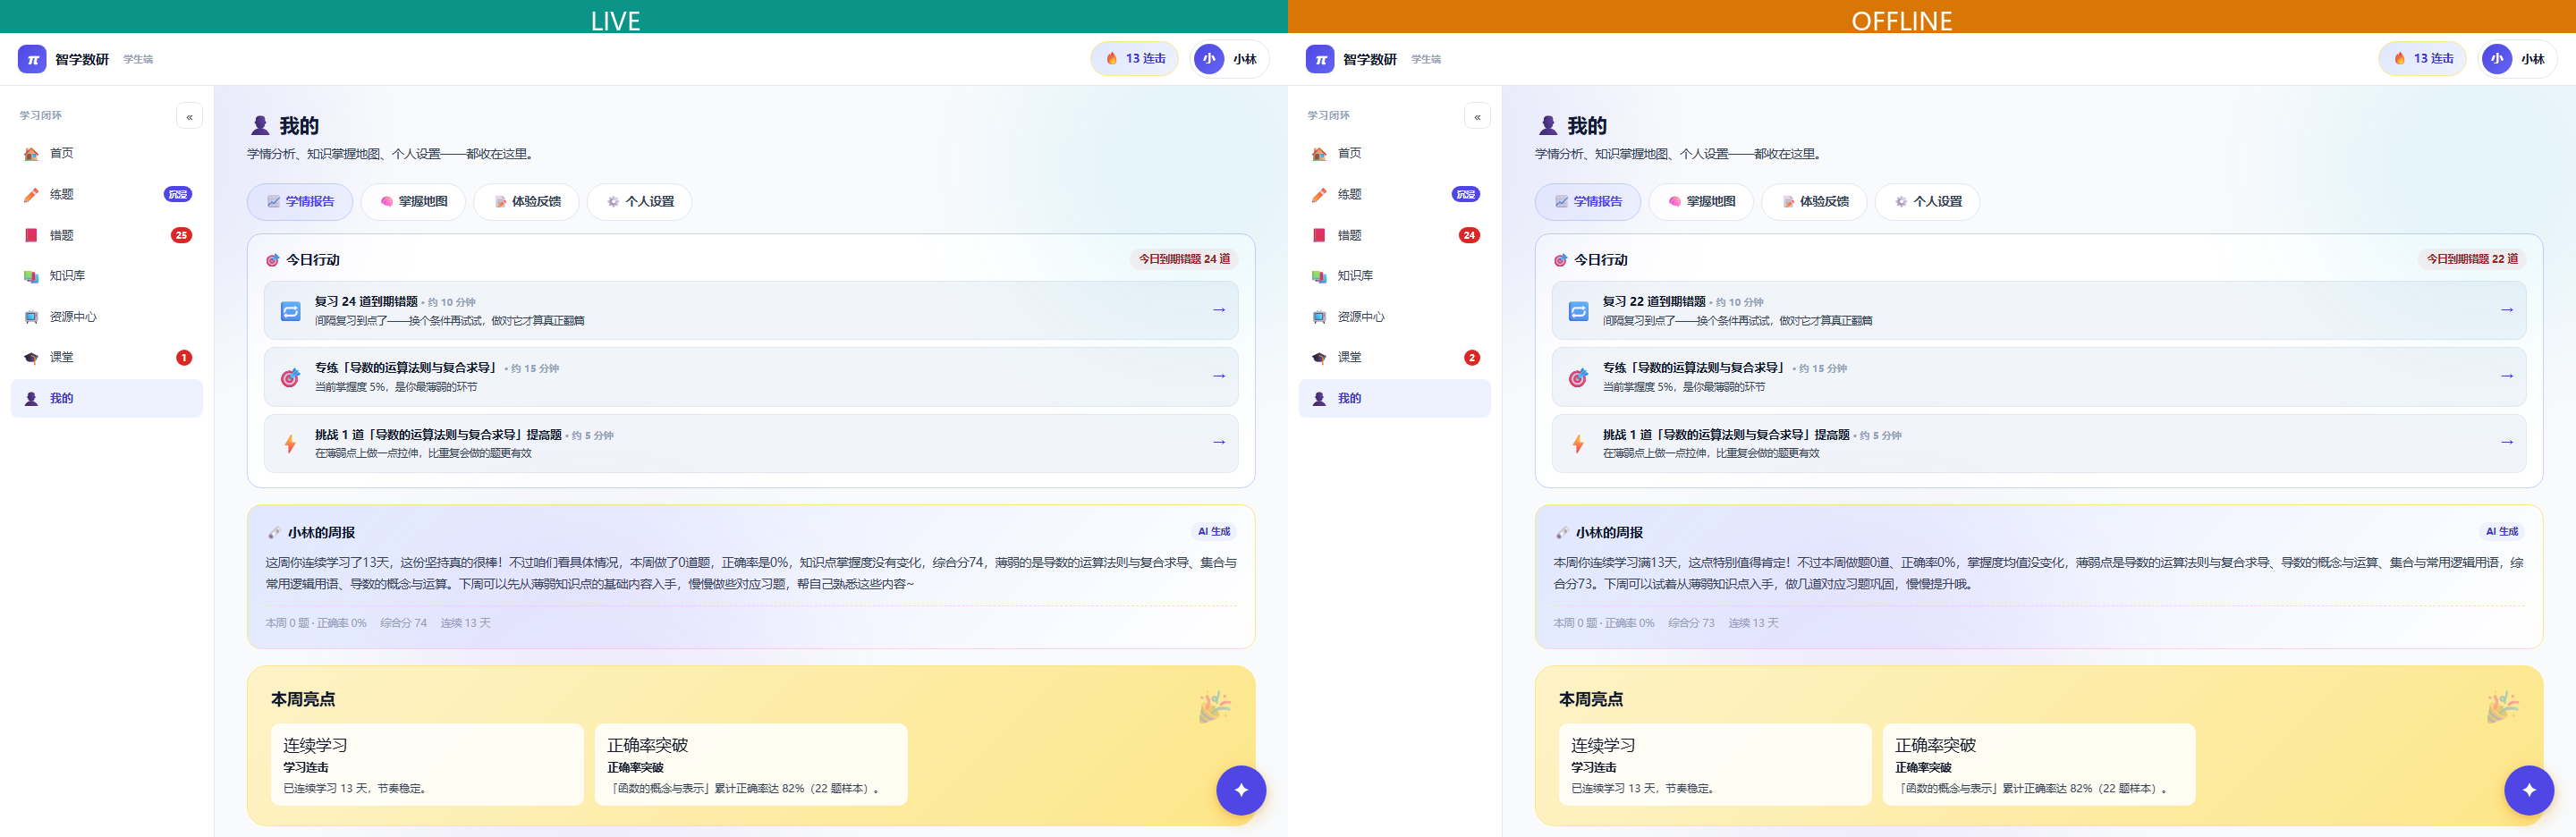 LIVE
π 智学数研 学生端
13 连击
小 小林
学习闭环 «
首页
练题 沉浸
错题 25
知识库
资源中心
课堂 1
我的
我的
学情分析、知识掌握地图、个人设置——都收在这里。
学情报告 掌握地图 体验反馈 个人设置
今日行动 今日到期错题 24 道
复习 24 道到期错题 • 约 10 分钟
间隔复习到点了——换个条件再试试，做对它才算真正翻篇
→
专练「导数的运算法则与复合求导」 • 约 15 分钟
当前掌握度 5%，是你最薄弱的环节
→
挑战 1 道「导数的运算法则与复合求导」提高题 • 约 5 分钟
在薄弱点上做一点拉伸，比重复会做的题更有效
→
小林的周报 AI 生成
这周你连续学习了13天，这份坚持真的很棒！不过咱们看具体情况，本周做了0道题，正确率是0%，知识点掌握度没有变化，综合分74，薄弱的是导数的运算法则与复合求导、集合与
常用逻辑用语、导数的概念与运算。下周可以先从薄弱知识点的基础内容入手，慢慢做些对应习题，帮自己熟悉这些内容~
本周 0 题 · 正确率 0% 综合分 74 连续 13 天
本周亮点
连续学习
学习连击
已连续学习 13 天，节奏稳定。
正确率突破
正确率突破
「函数的概念与表示」累计正确率达 82%（22 题样本）。
OFFLINE
π 智学数研 学生端
13 连击
小 小林
学习闭环 «
首页
练题 沉浸
错题 24
知识库
资源中心
课堂 2
我的
我的
学情分析、知识掌握地图、个人设置——都收在这里。
学情报告 掌握地图 体验反馈 个人设置
今日行动 今日到期错题 22 道
复习 22 道到期错题 • 约 10 分钟
间隔复习到点了——换个条件再试试，做对它才算真正翻篇
→
专练「导数的运算法则与复合求导」 • 约 15 分钟
当前掌握度 5%，是你最薄弱的环节
→
挑战 1 道「导数的运算法则与复合求导」提高题 • 约 5 分钟
在薄弱点上做一点拉伸，比重复会做的题更有效
→
小林的周报 AI 生成
本周你连续学习满13天，这点特别值得肯定！不过本周做题0道、正确率0%，掌握度均值没变化，薄弱点是导数的运算法则与复合求导、导数的概念与运算、集合与常用逻辑用语，综
合分73。下周可以试着从薄弱知识点入手，做几道对应习题巩固，慢慢提升哦。
本周 0 题 · 正确率 0% 综合分 73 连续 13 天
本周亮点
连续学习
学习连击
已连续学习 13 天，节奏稳定。
正确率突破
正确率突破
「函数的概念与表示」累计正确率达 82%（22 题样本）。